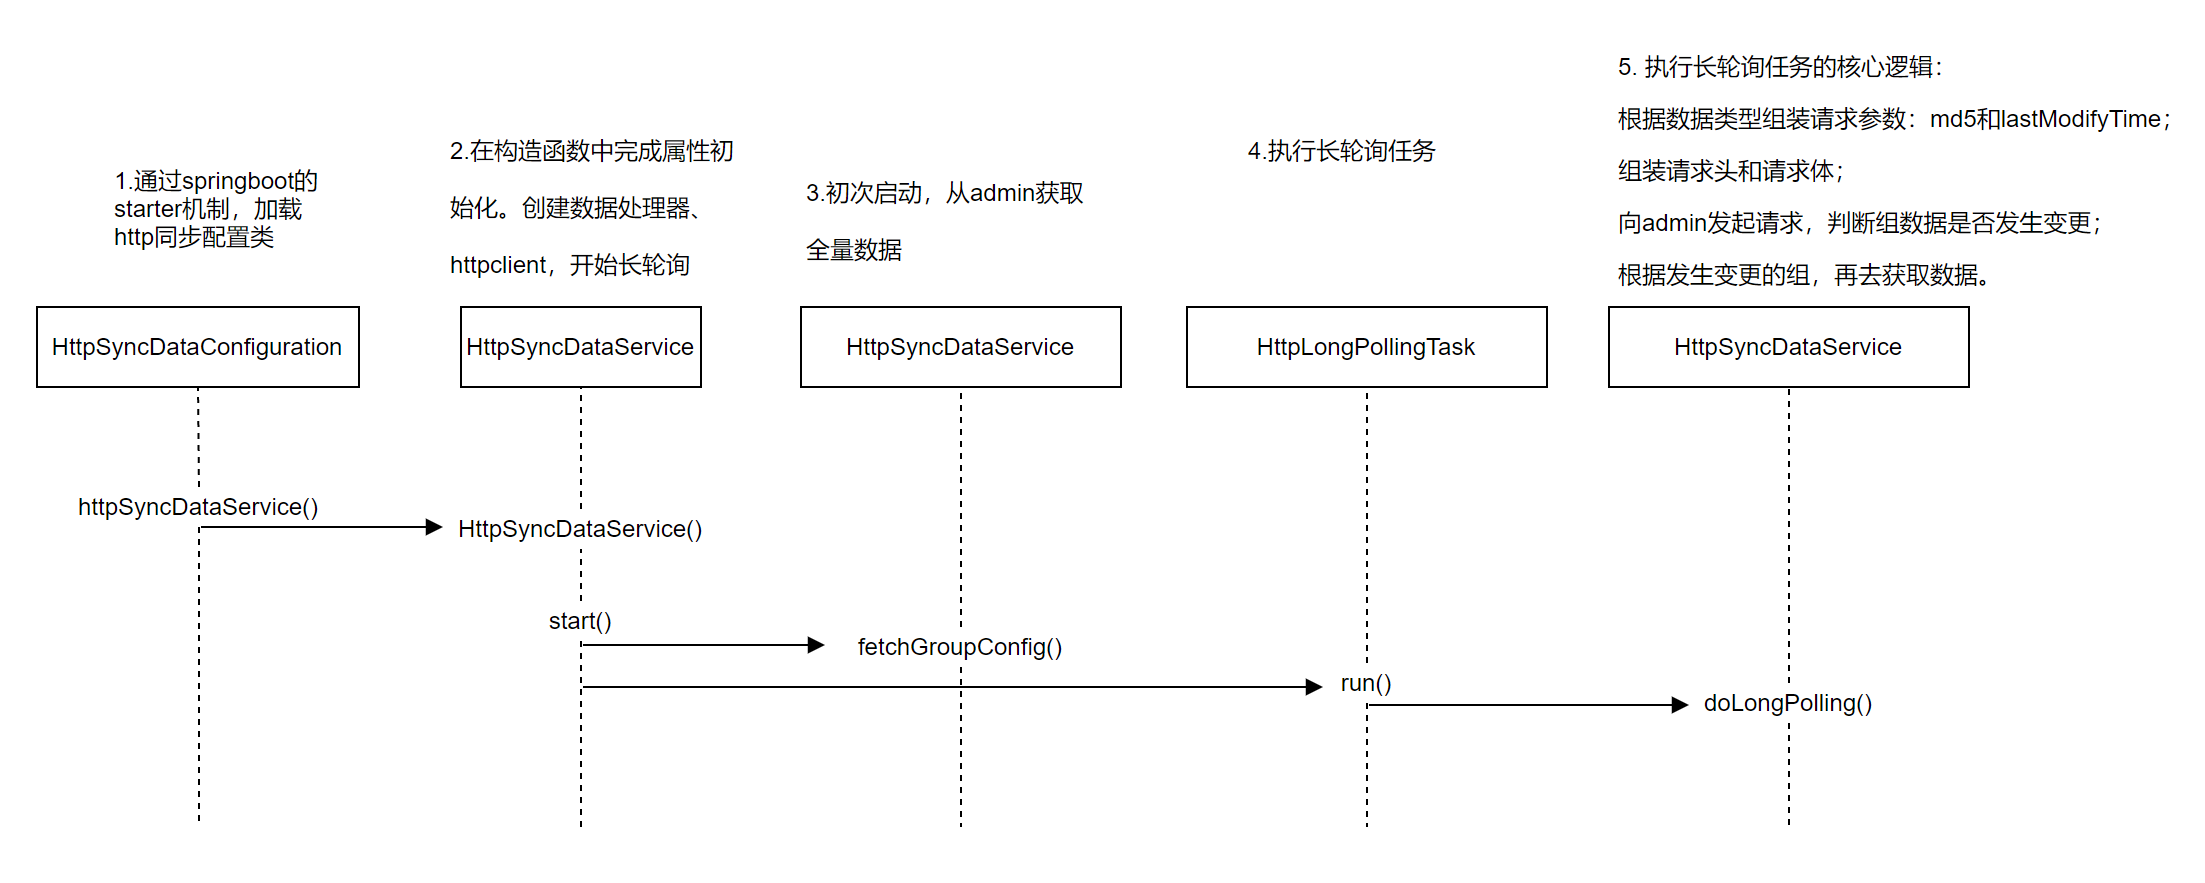 1.通过springboot的
starter机制，加载
http同步配置类
2.在构造函数中完成属性初
始化。创建数据处理器、
httpclient，开始长轮询
3.初次启动，从admin获取
全量数据
4.执行长轮询任务
5. 执行长轮询任务的核心逻辑：
根据数据类型组装请求参数：md5和lastModifyTime；
组装请求头和请求体；
向admin发起请求，判断组数据是否发生变更；
根据发生变更的组，再去获取数据。
HttpSyncDataConfiguration
HttpSyncDataService
HttpSyncDataService
HttpLongPollingTask
HttpSyncDataService
httpSyncDataService()
HttpSyncDataService()
start()
fetchGroupConfig()
run()
doLongPolling()